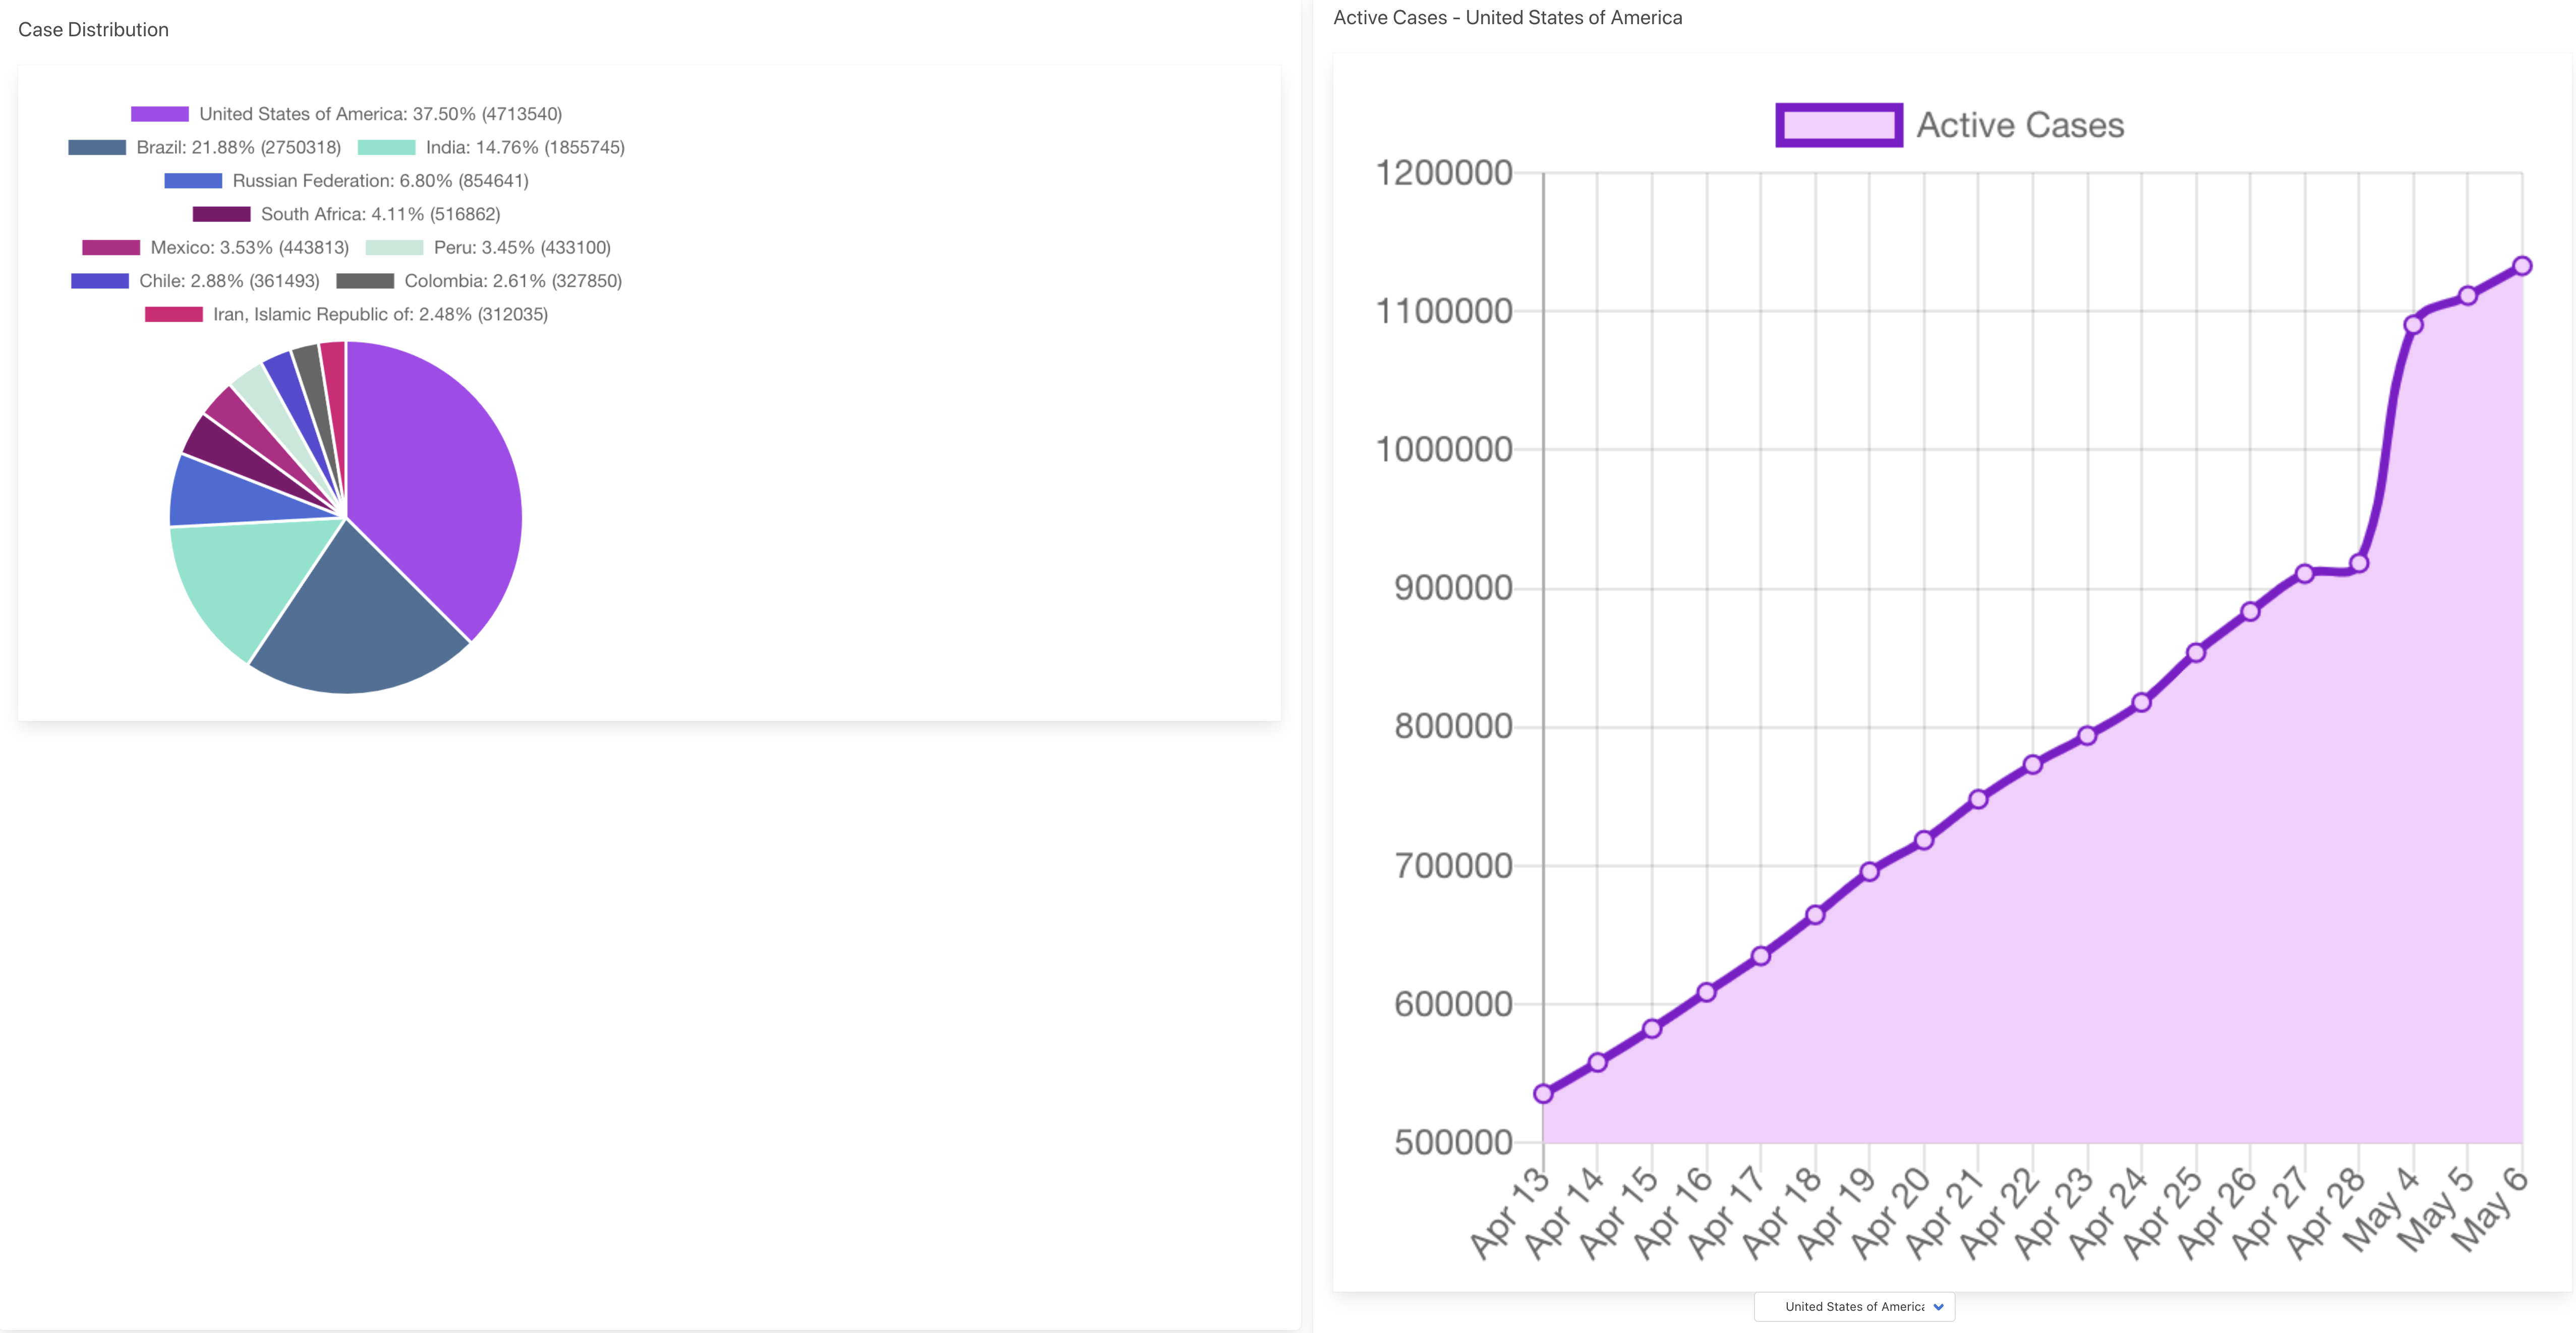 Case Distribution
United States of America: 37.50% (4713540)
Brazil: 21.88% (2750318) India: 14.76% (1855745)
Russian Federation: 6.80% (854641)
South Africa: 4.11% (516862)
Mexico: 3.53% (443813) Peru: 3.45% (433100)
Chile: 2.88% (361493) Colombia: 2.61% (327850)
Iran, Islamic Republic of: 2.48% (312035)
Active Cases - United States of America
Active Cases
1200000
1100000
1000000
900000
800000
700000
600000
500000
Apr 13
Apr 14
Apr 15
Apr 16
Apr 17
Apr 18
Apr 19
Apr 20
Apr 21
Apr 22
Apr 23
Apr 24
Apr 25
Apr 26
Apr 27
Apr 28
May 4
May 5
May 6
United States of America